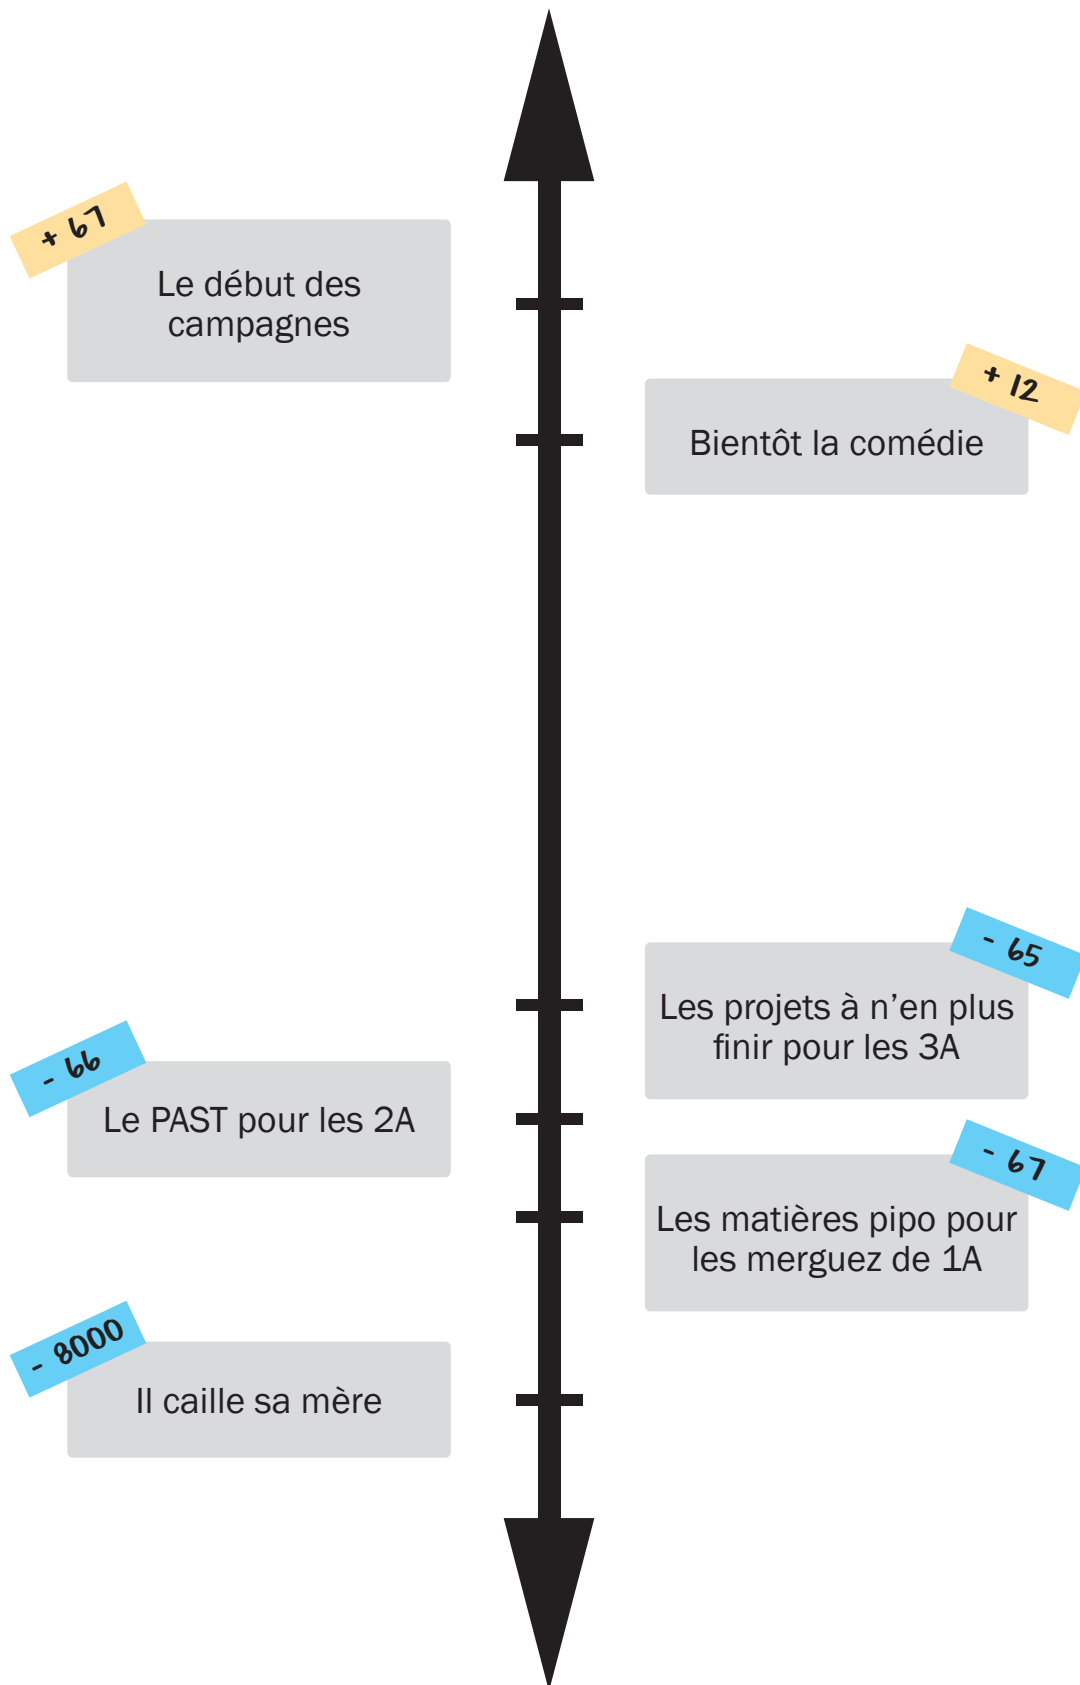 + 67
Le début des
campagnes
+ 12
Bientôt la comédie
- 65
Les projets à n'en plus
finir pour les 3A
- 66
Le PAST pour les 2A
- 67
Les matières pipo pour
les merguez de 1A
- 8000
Il caille sa mère